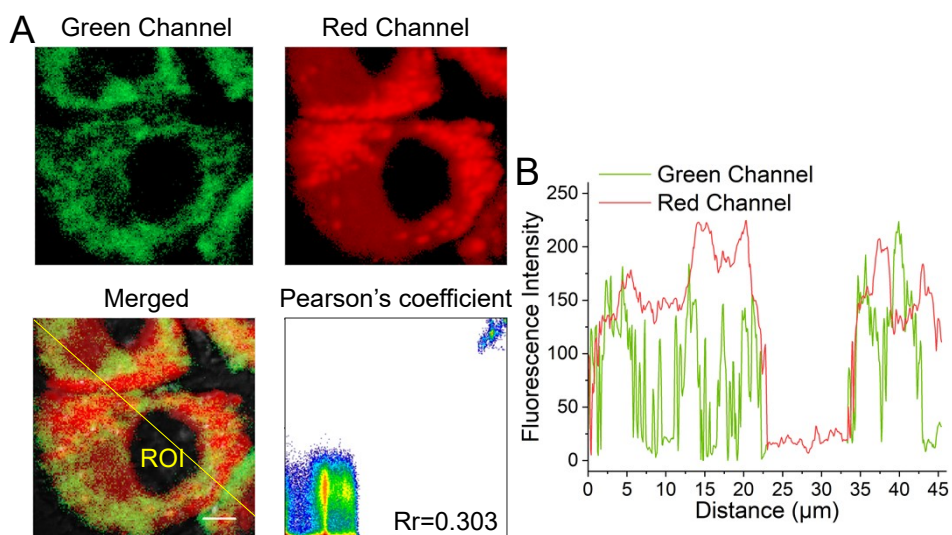 A
Green Channel
Red Channel
Merged
Pearson's coefficient
ROI
Rr=0.303
B
Green Channel
Red Channel
Fluorescence Intensity
250
200
150
100
50
0
0 5 10 15 20 25 30 35 40 45
Distance (μm)